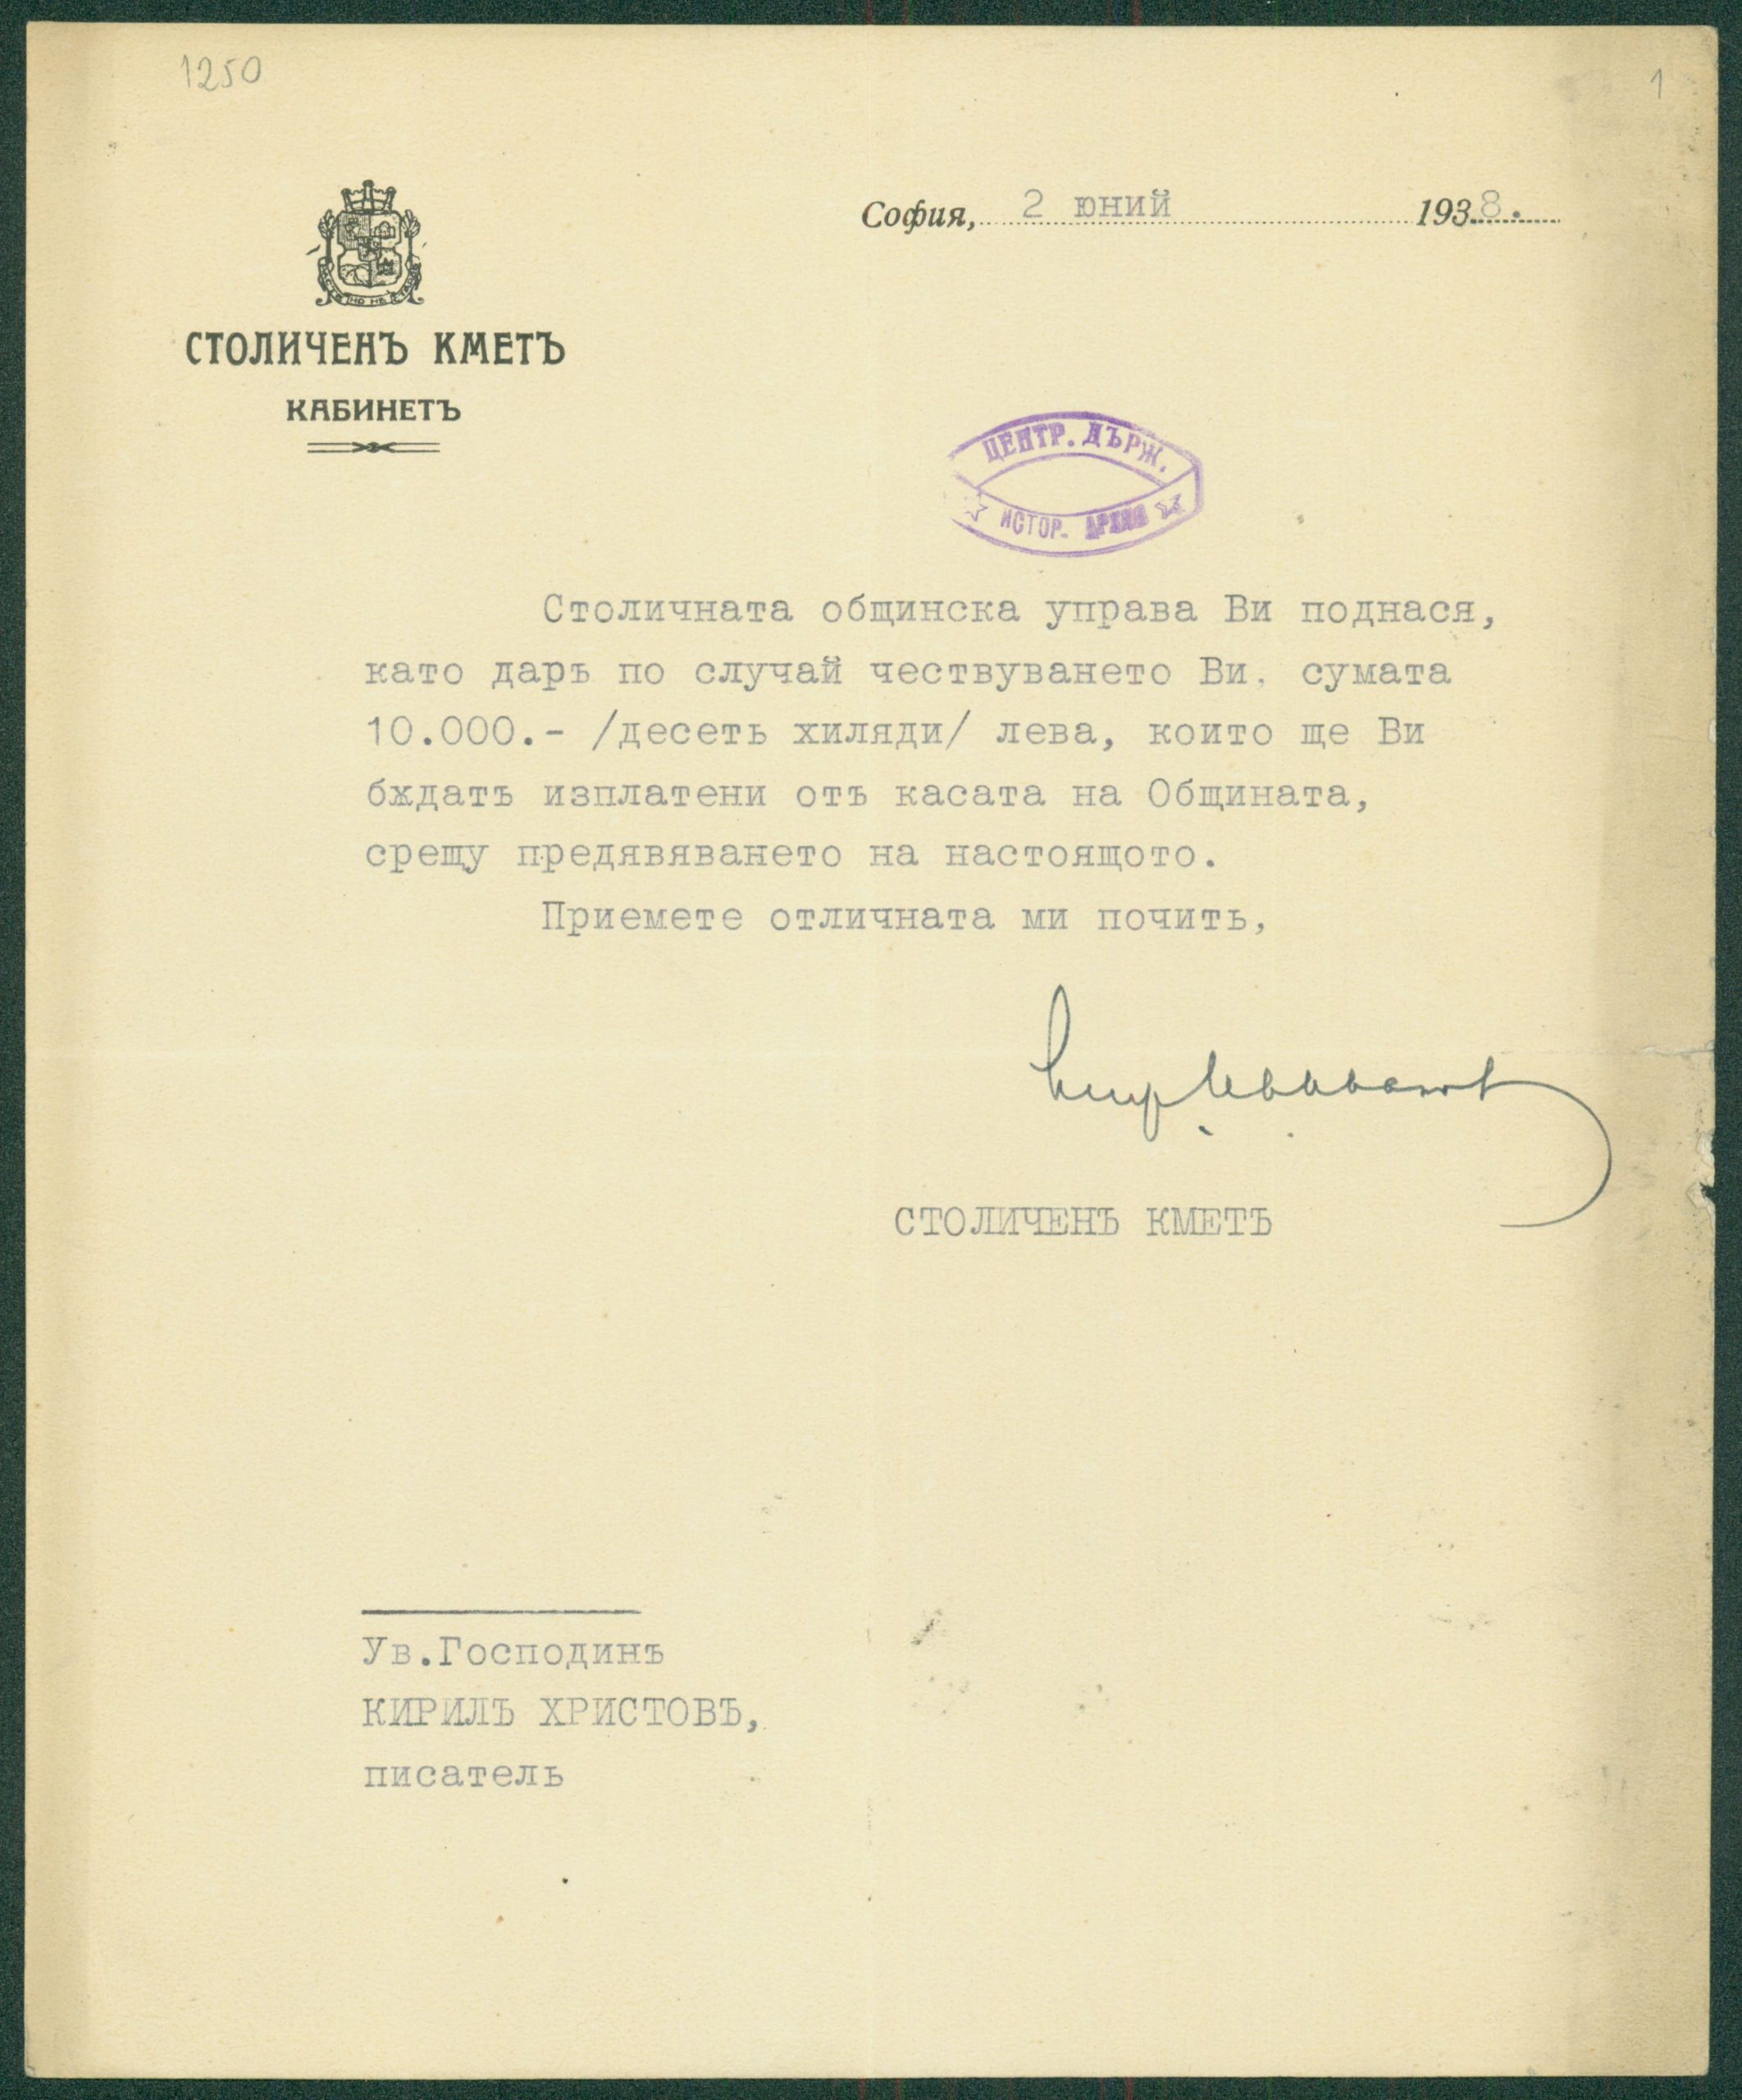 1250
1
София, 2 юний 1938.
СТОЛИЧЕНЪ КМЕТЪ
КАБИНЕТЪ
ЦЕНТР. ДЪРЖ.
ИСТОР. АРХИВ
Столичната общинска управа Ви поднася,
като даръ по случай чествуването Ви, сумата
10.000.- /десеть хиляди/ лева, които ще Ви
бѫдатъ изплатени отъ касата на Общината,
срещу предявяването на настоящото.
Приемете отличната ми почить,
СТОЛИЧЕНЪ КМЕТЪ
Ув.Господинъ
КИРИЛЪ ХРИСТОВЪ,
писатель